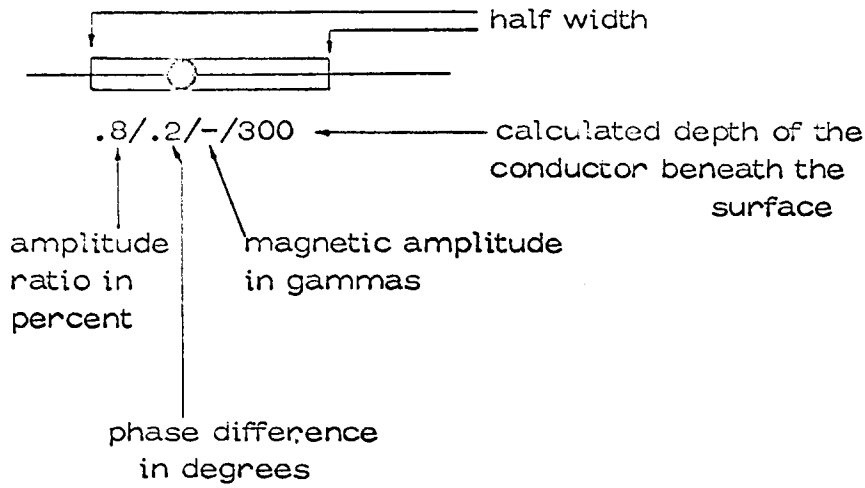 half width
.8/.2/-/300
calculated depth of the
conductor beneath the
surface
amplitude
ratio in
percent
magnetic amplitude
in gammas
phase difference
in degrees